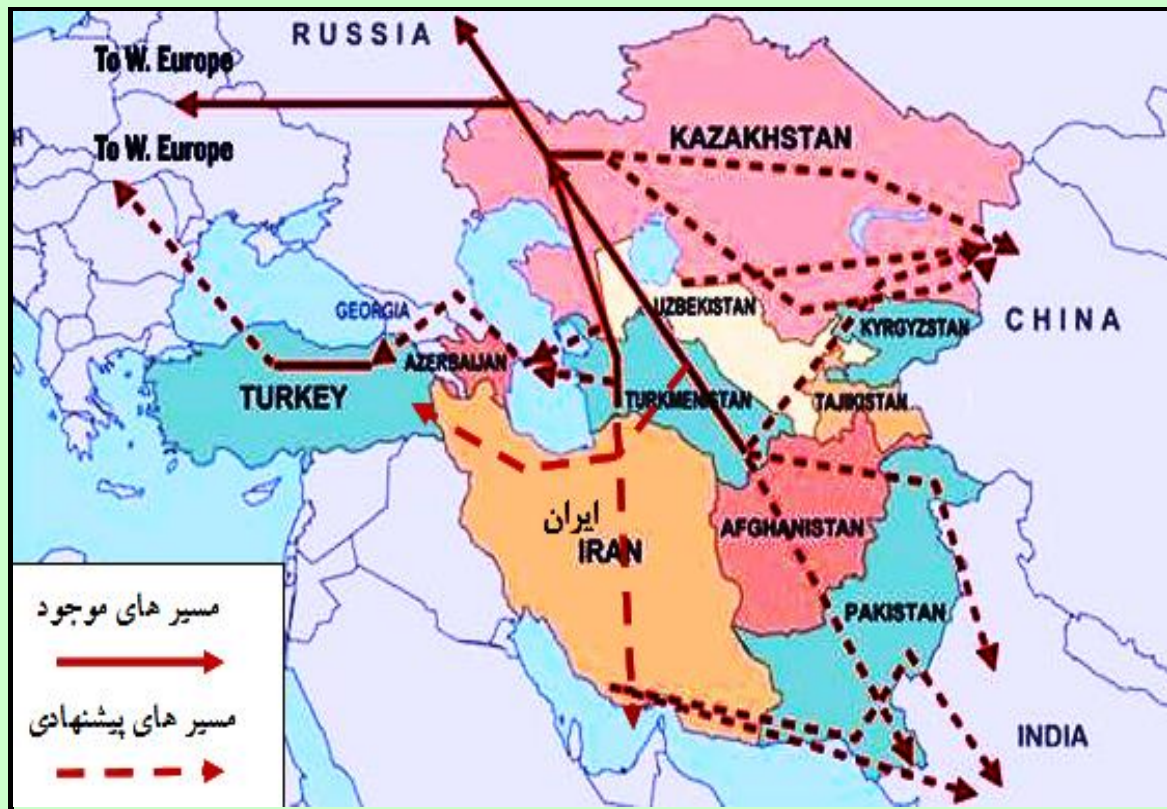 RUSSIA
To W. Europe
To W. Europe
KAZAKHSTAN
GEORGIA
UZBEKISTAN
KYRGYZSTAN
CHINA
AZERBAIJAN
TURKEY
TURKMENISTAN
TAJIKISTAN
ایران
IRAN
AFGHANISTAN
PAKISTAN
INDIA
مسیر های موجود
مسیر های پیشنهادی